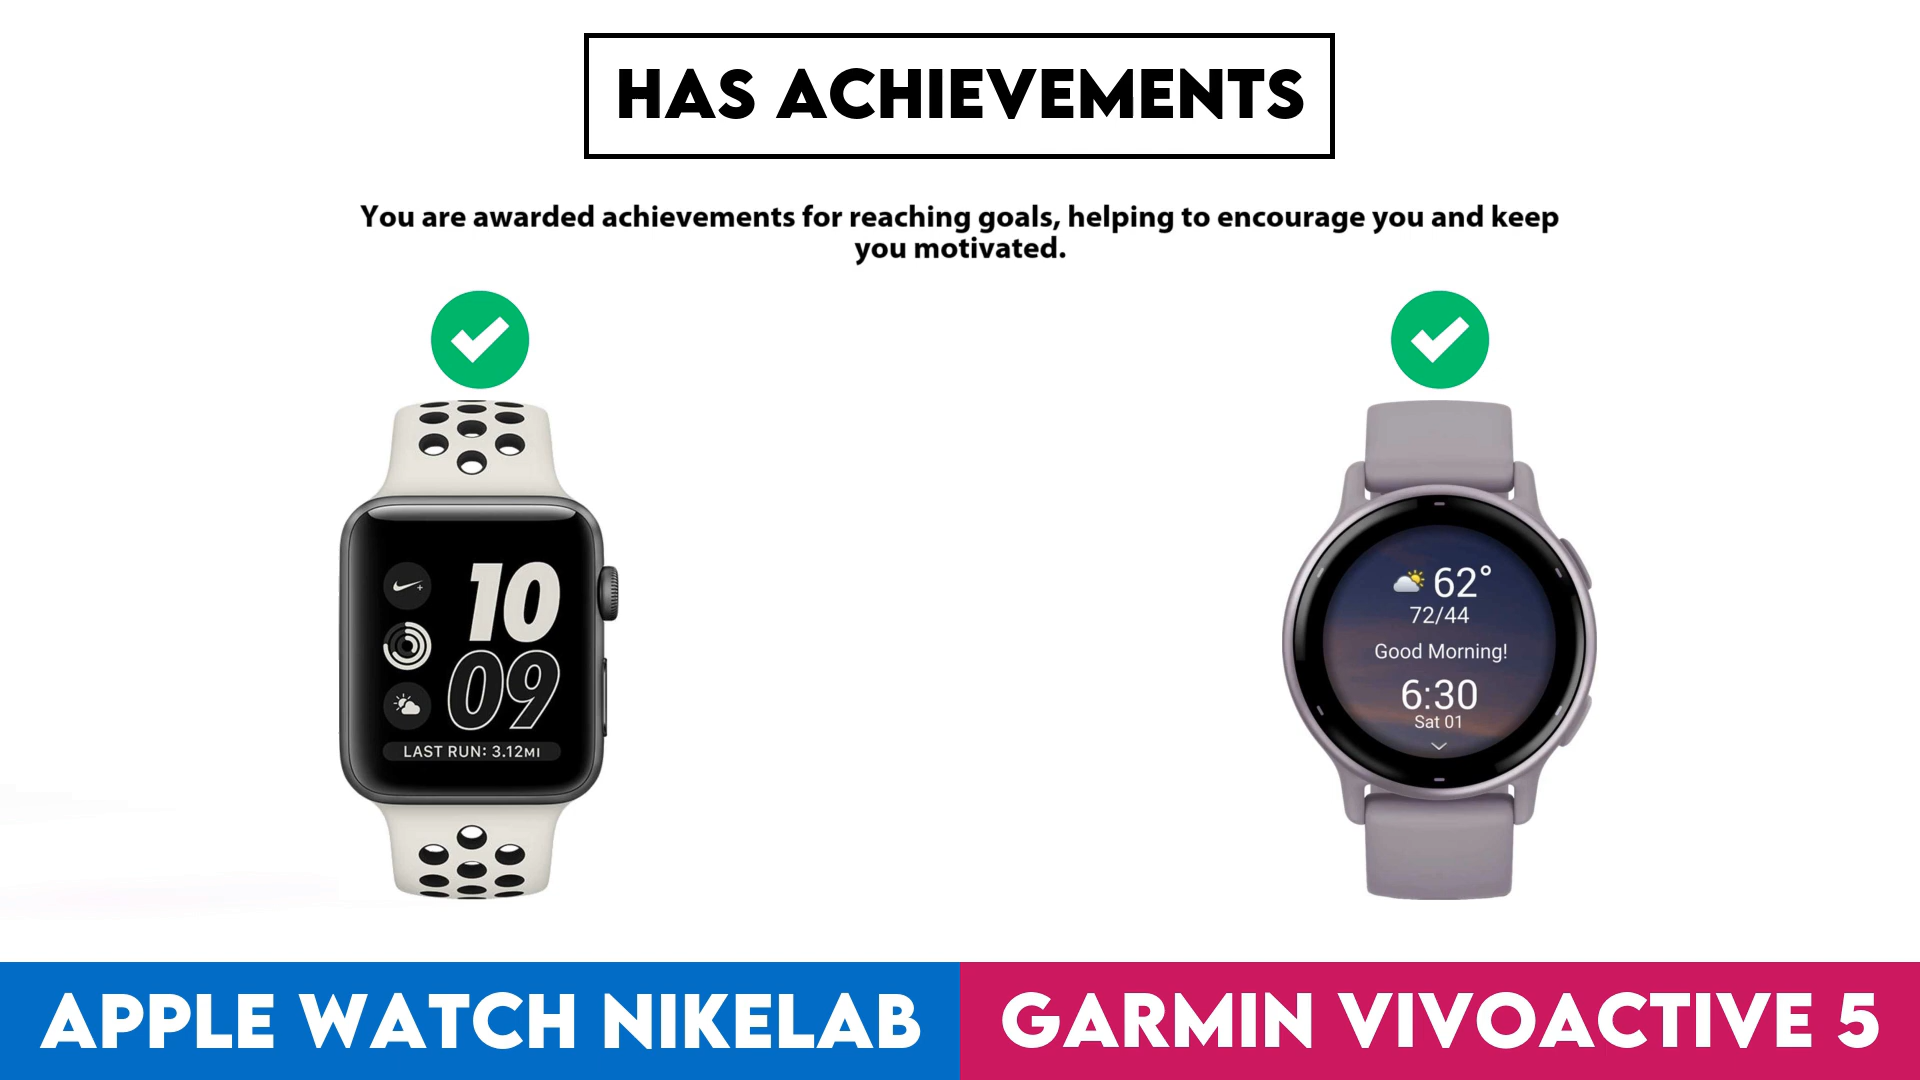 HAS ACHIEVEMENTS
You are awarded achievements for reaching goals, helping to encourage you and keep
you motivated.
10
09
LAST RUN: 3.12MI
62°
72/44
Good Morning!
6:30
Sat 01
APPLE WATCH NIKELAB
GARMIN VIVOACTIVE 5